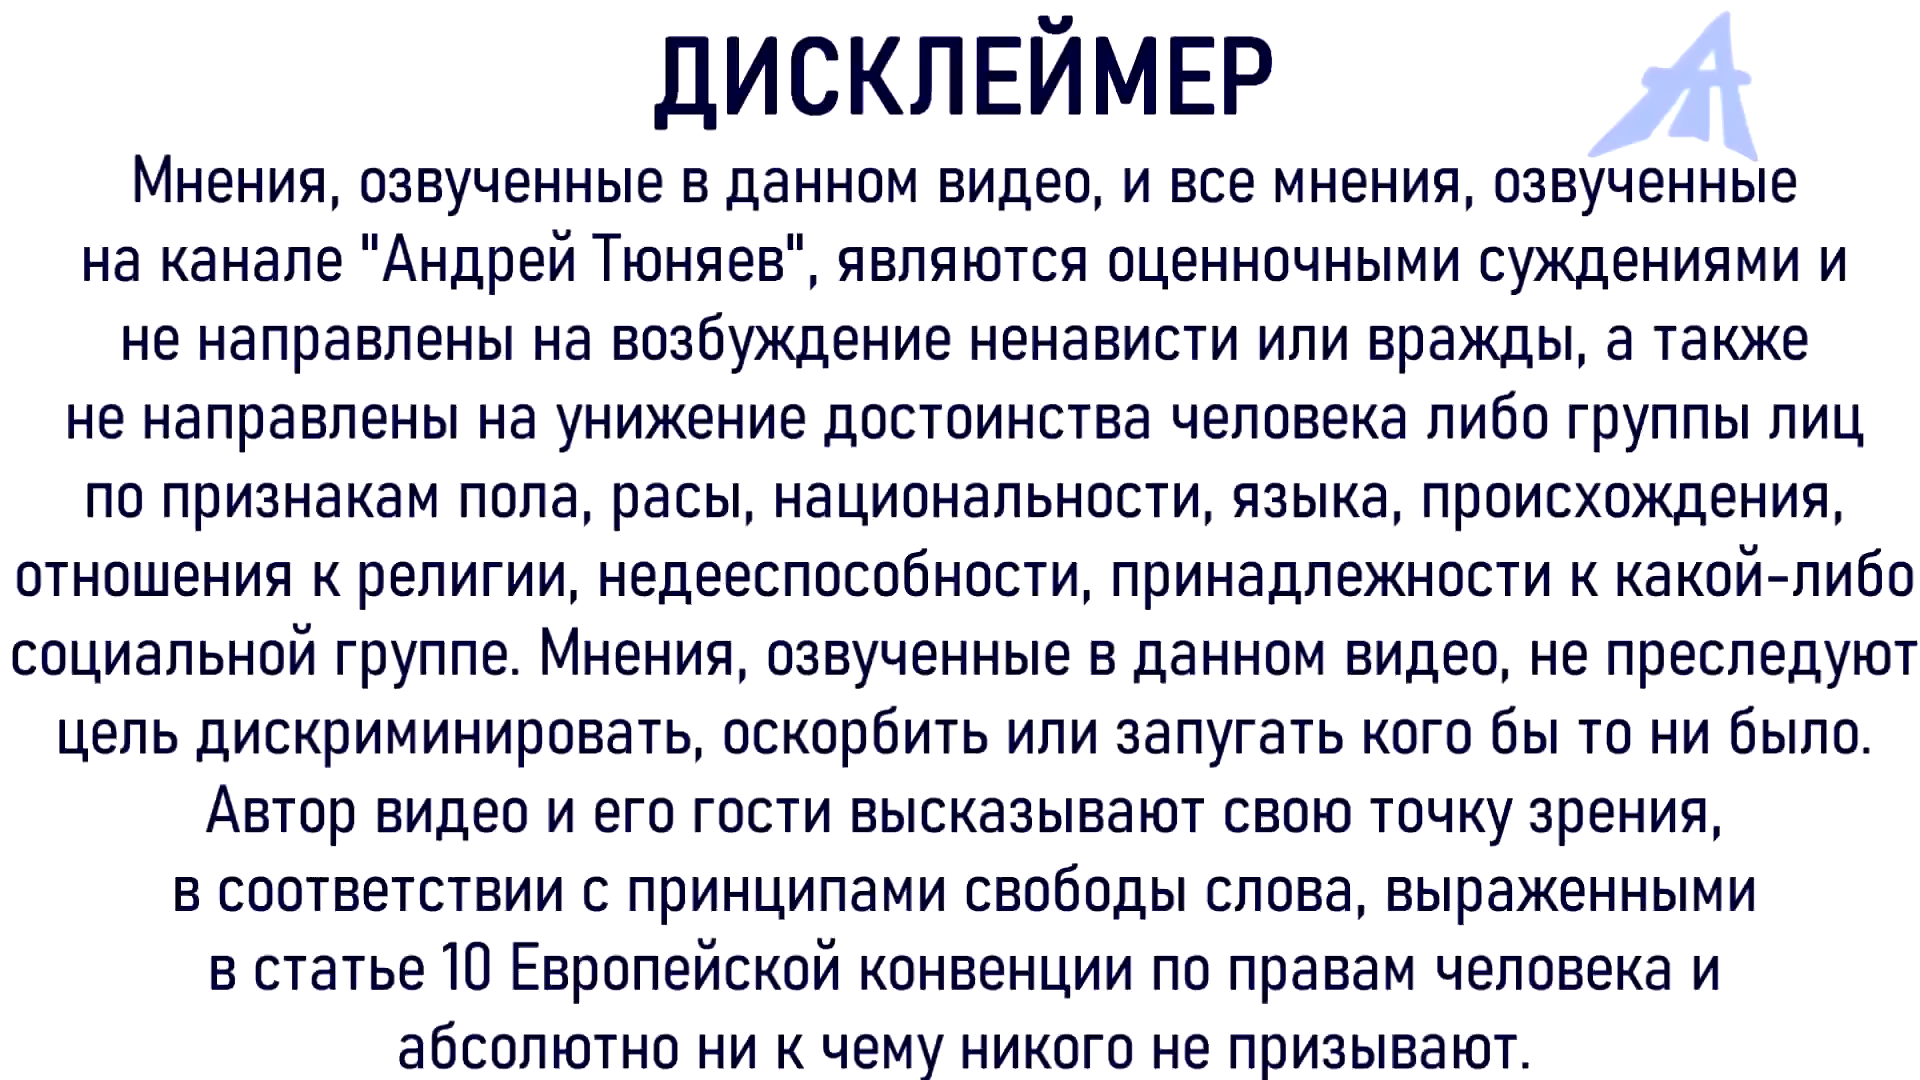 ДИСКЛЕЙМЕР
Мнения, озвученные в данном видео, и все мнения, озвученные
на канале "Андрей Тюняев", являются оценночными суждениями и
не направлены на возбуждение ненависти или вражды, а также
не направлены на унижение достоинства человека либо группы лиц
по признакам пола, расы, национальности, языка, происхождения,
отношения к религии, недееспособности, принадлежности к какой-либо
социальной группе. Мнения, озвученные в данном видео, не преследуют
цель дискриминировать, оскорбить или запугать кого бы то ни было.
Автор видео и его гости высказывают свою точку зрения,
в соответствии с принципами свободы слова, выраженными
в статье 10 Европейской конвенции по правам человека и
абсолютно ни к чему никого не призывают.